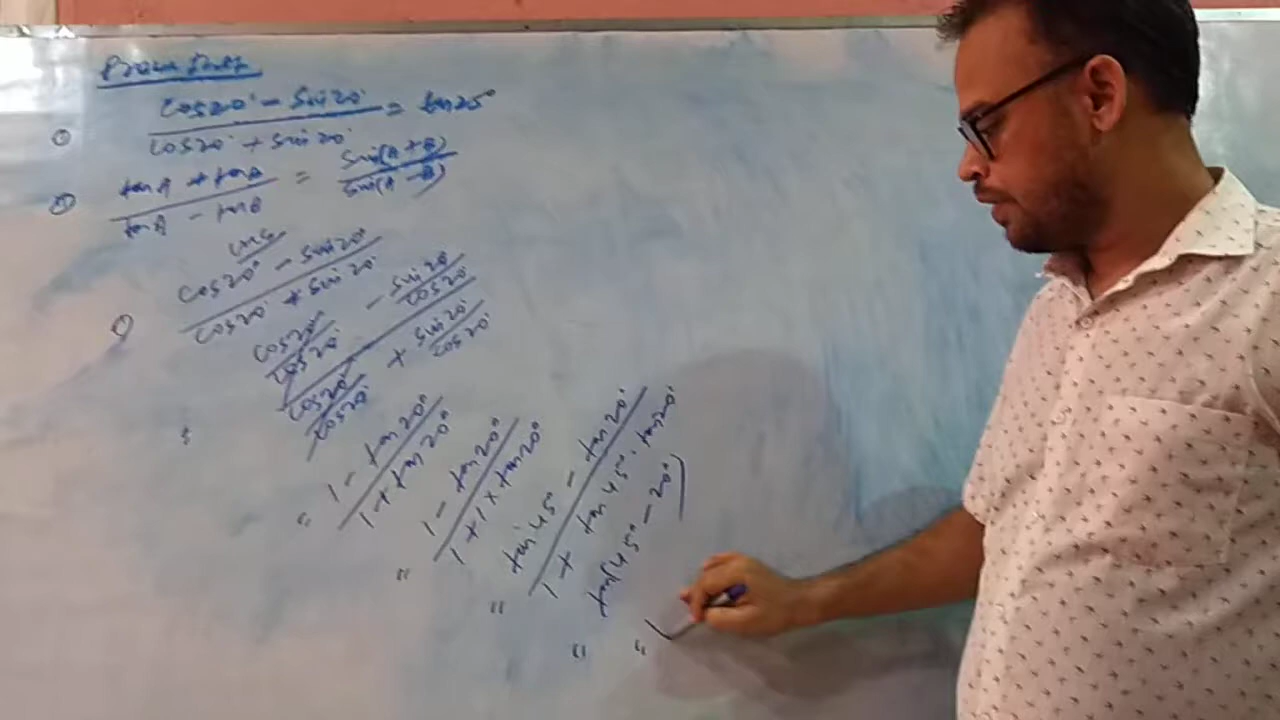 Prove that
① cos20° - sin20° / cos20° + sin20° = tan25°
② tanA + tanB / tanA - tanB = sin(A + B) / sin(A - B)
LHS
① cos20° - sin20° / cos20° + sin20°
cos20°/cos20° - sin20°/cos20° / cos20°/cos20° + sin20°/cos20°
= 1 - tan20° / 1 + tan20°
= 1 - tan20° / 1 + 1 × tan20°
= tan45° - tan20° / 1 + tan45° · tan20°
= tan(45° - 20°)
=